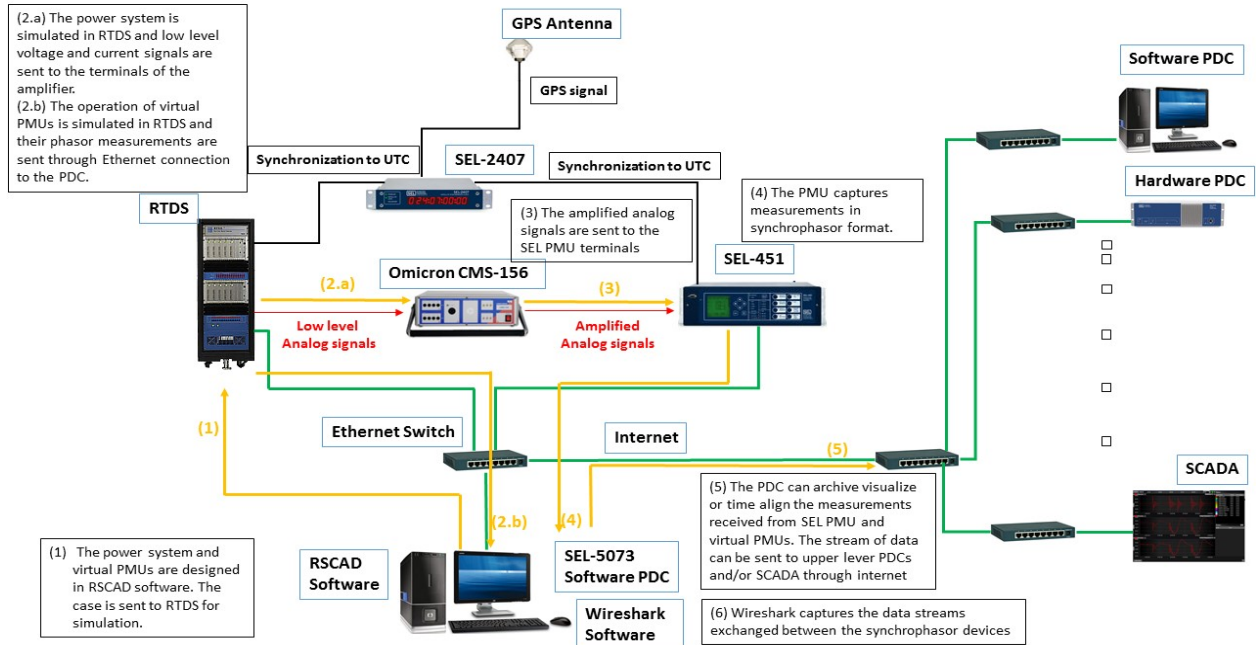 (2.a) The power system is
simulated in RTDS and low level
voltage and current signals are
sent to the terminals of the
amplifier.
(2.b) The operation of virtual
PMUs is simulated in RTDS and
their phasor measurements are
sent through Ethernet connection
to the PDC.
GPS Antenna
GPS signal
Software PDC
Synchronization to UTC
SEL-2407
Synchronization to UTC
Hardware PDC
RTDS
(3) The amplified analog
signals are sent to the
SEL PMU terminals
(4) The PMU captures
measurements in
synchrophasor format.
SEL-451
Omicron CMS-156
(2.a)
(3)
Low level
Analog signals
Amplified
Analog signals
(1)
Ethernet Switch
Internet
(5)
SCADA
(5) The PDC can archive visualize
or time align the measurements
received from SEL PMU and
virtual PMUs. The stream of data
can be sent to upper lever PDCs
and/or SCADA through internet
(2.b)
(4)
(1) The power system and
virtual PMUs are designed
in RSCAD software. The
case is sent to RTDS for
simulation.
RSCAD
Software
SEL-5073
Software PDC
Wireshark
Software
(6) Wireshark captures the data streams
exchanged between the synchrophasor devices